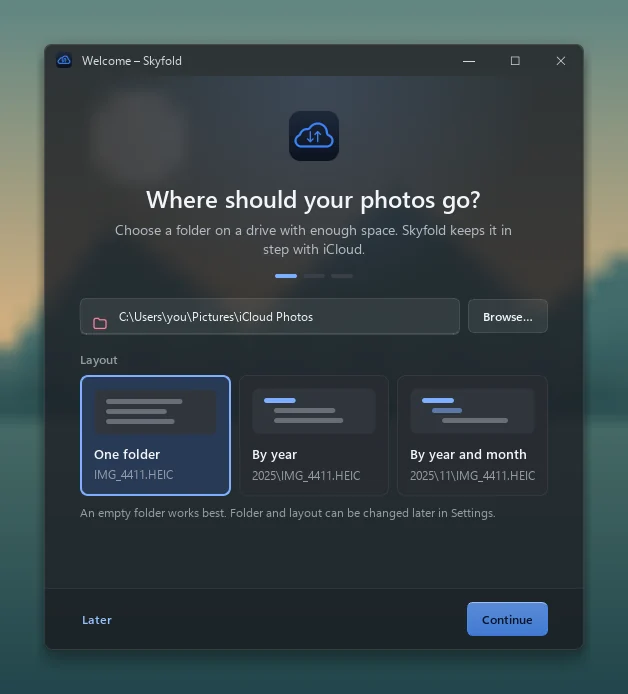 Welcome – Skyfold
Where should your photos go?
Choose a folder on a drive with enough space. Skyfold keeps it in
step with iCloud.
C:\Users\you\Pictures\iCloud Photos
Browse...
Layout
One folder
IMG_4411.HEIC
By year
2025\IMG_4411.HEIC
By year and month
2025\11\IMG_4411.HEIC
An empty folder works best. Folder and layout can be changed later in Settings.
Later
Continue